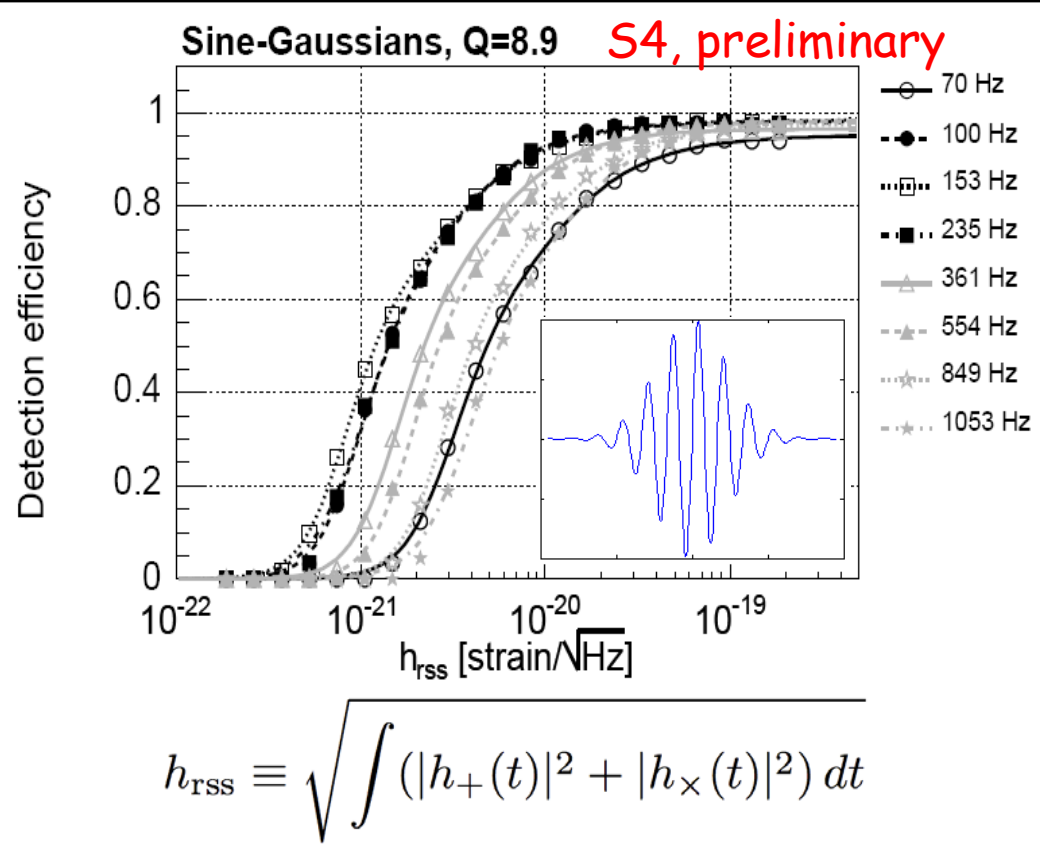 Sine-Gaussians, Q=8.9 S4, preliminary
70 Hz
100 Hz
153 Hz
235 Hz
361 Hz
554 Hz
849 Hz
1053 Hz
Detection efficiency
1
0.8
0.6
0.4
0.2
0
10⁻²² 10⁻²¹ 10⁻²⁰ 10⁻¹⁹
h_rss [strain/√Hz]
h_rss ≡ √∫(|h₊(t)|² + |h×(t)|²) dt